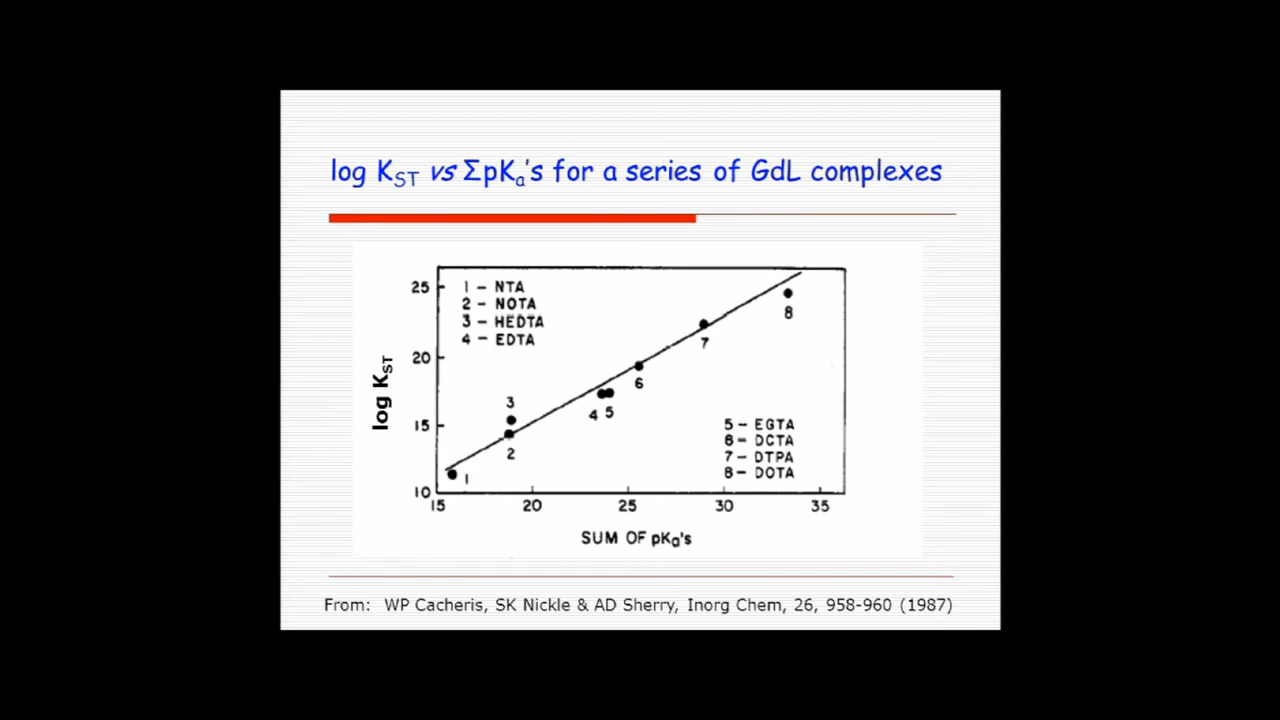 log KST vs ΣpKa's for a series of GdL complexes
25
20
15
10
log KST
1 – NTA
2 – NOTA
3 – HEDTA
4 – EDTA
3
2
1
4 5
6
7
8
5 – EGTA
6 – DCTA
7 – DTPA
8 – DOTA
15 20 25 30 35
SUM OF pKa's
From: WP Cacheris, SK Nickle & AD Sherry, Inorg Chem, 26, 958-960 (1987)